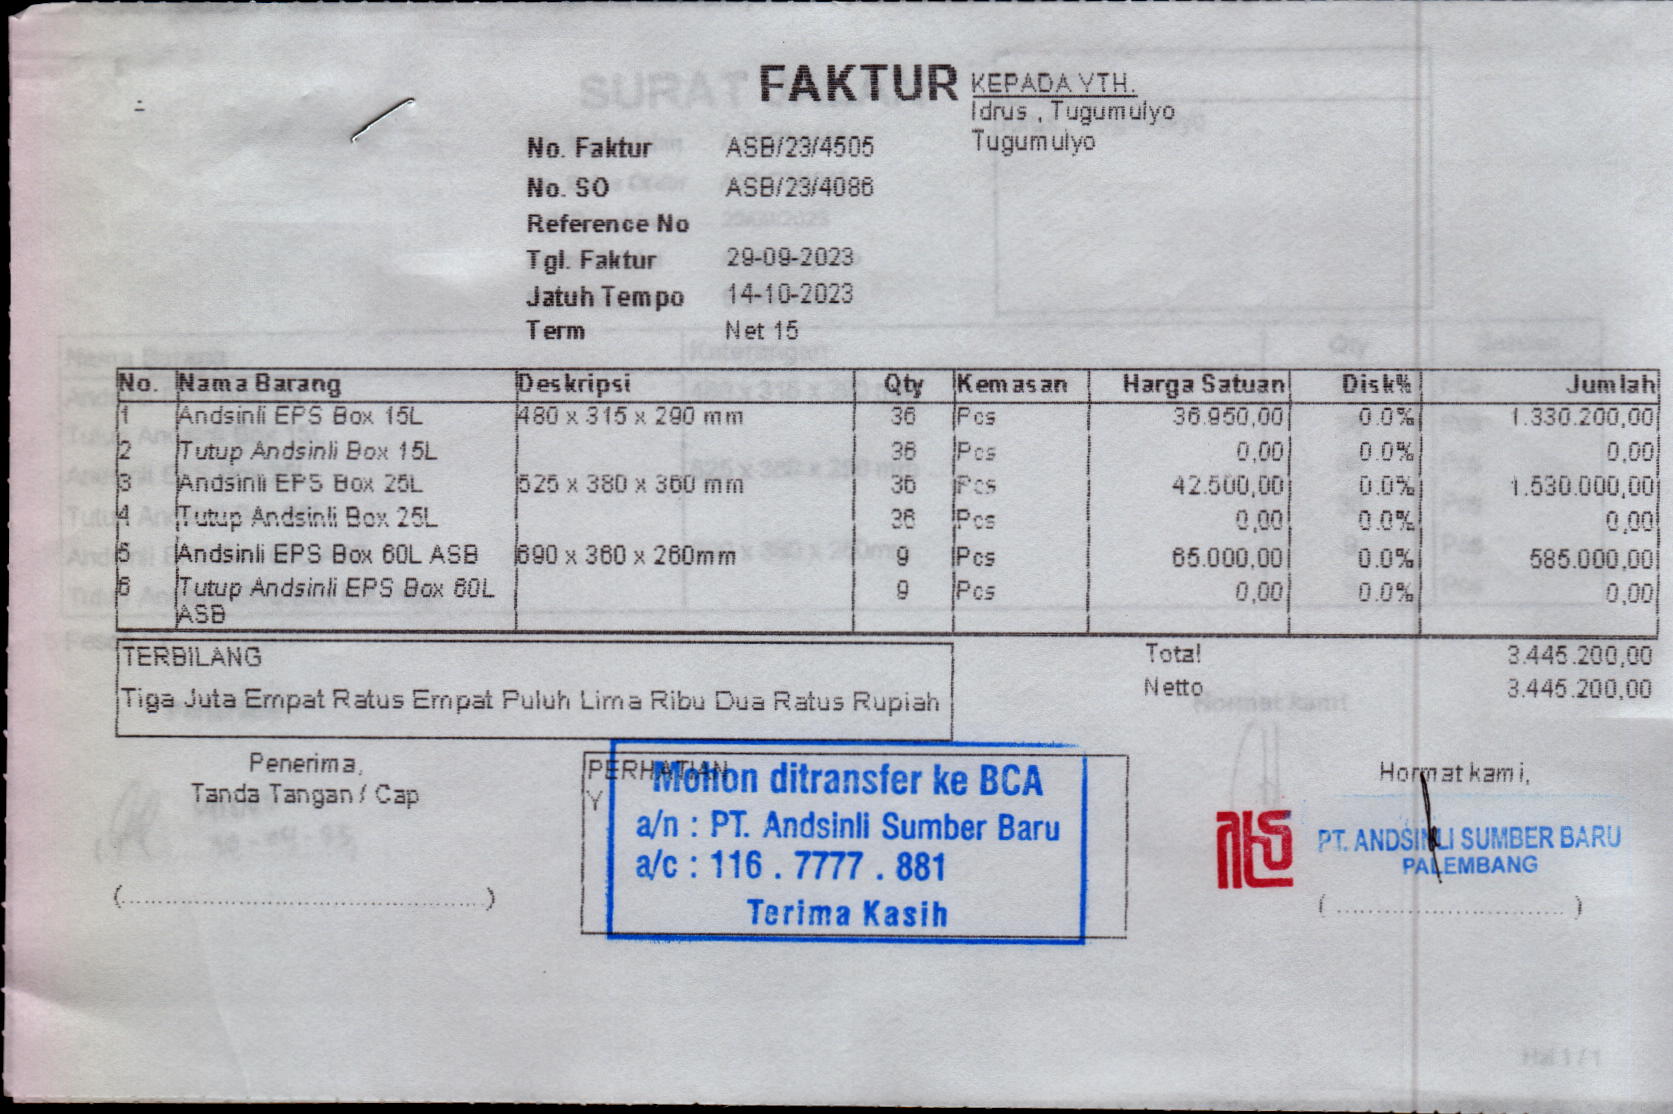 FAKTUR
KEPADA YTH.
Idrus , Tugumulyo
Tugumulyo
No. Faktur ASB/23/4505
No. SO ASB/23/4086
Reference No
Tgl. Faktur 29-09-2023
Jatuh Tempo 14-10-2023
Term Net 15
No. Nama Barang Deskripsi Qty Kemasan Harga Satuan Disk% Jumlah
1 Andsinli EPS Box 15L 480 x 315 x 290 mm 36 Pcs 36.950,00 0.0% 1.330.200,00
2 Tutup Andsinli Box 15L 36 Pcs 0,00 0.0% 0,00
3 Andsinli EPS Box 25L 525 x 380 x 360 mm 36 Pcs 42.500,00 0.0% 1.530.000,00
4 Tutup Andsinli Box 25L 36 Pcs 0,00 0.0% 0,00
5 Andsinli EPS Box 60L ASB 690 x 360 x 260mm 9 Pcs 65.000,00 0.0% 585.000,00
6 Tutup Andsinli EPS Box 60L 9 Pcs 0,00 0.0% 0,00
ASB
TERBILANG
Tiga Juta Empat Ratus Empat Puluh Lima Ribu Dua Ratus Rupiah
Total 3.445.200,00
Netto 3.445.200,00
Penerima,
Tanda Tangan / Cap
(..........................................)
PERHATIAN
Y
Mohon ditransfer ke BCA
a/n : PT. Andsinli Sumber Baru
a/c : 116 . 7777 . 881
Terima Kasih
Hormat kami,
als
PT. ANDSINLI SUMBER BARU
PALEMBANG
( .......................... )
Hal 1 / 1